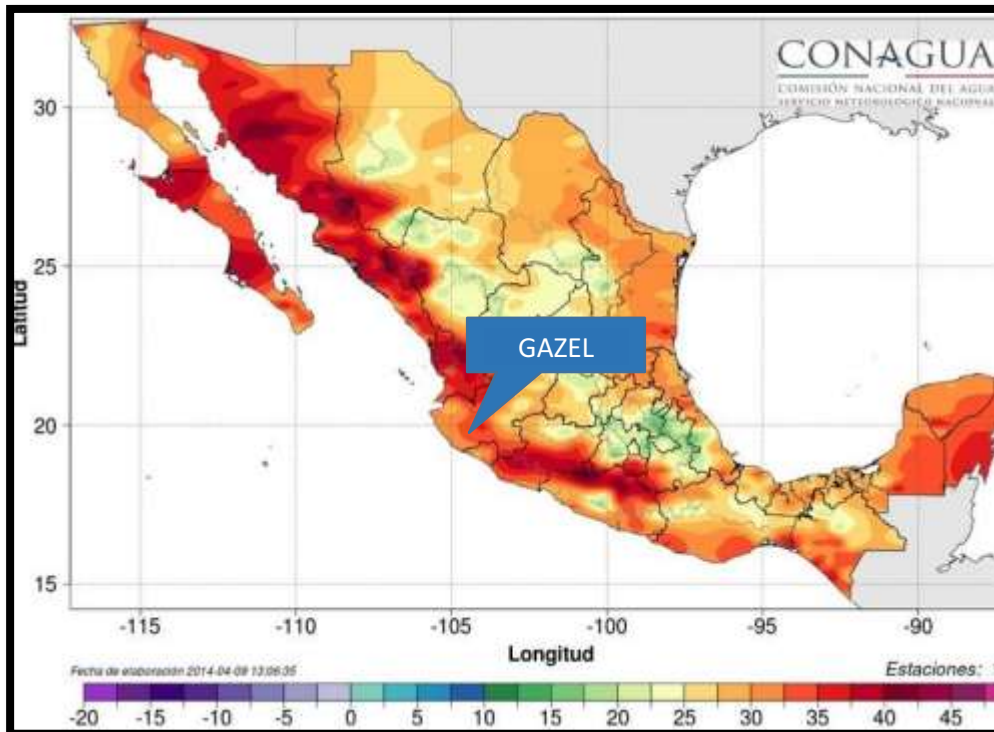 CONAGUA
COMISIÓN NACIONAL DEL AGUA
SERVICIO METEOROLÓGICO NACIONAL
30
25
GAZEL
20
15
Latitud
-115 -110 -105 -100 -95 -90
Longitud
Fecha de elaboración 2014-04-09 13:06:35
Estaciones:
-20 -15 -10 -5 0 5 10 15 20 25 30 35 40 45